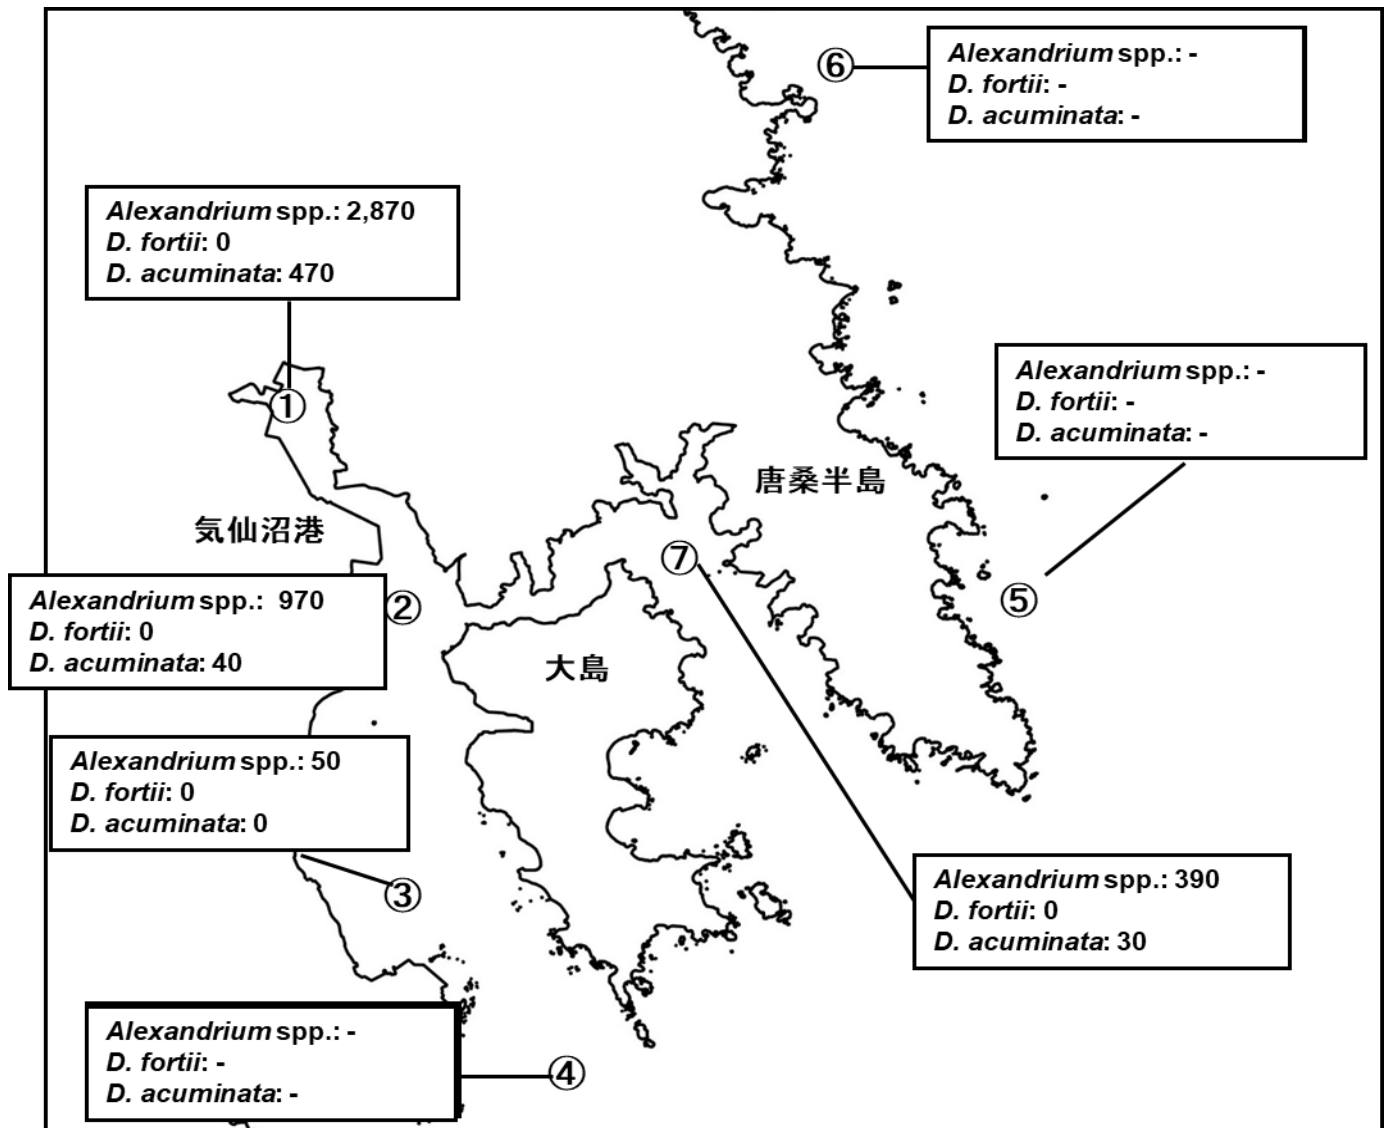 ⑥
Alexandrium spp.: -
D. fortii: -
D. acuminata: -
Alexandrium spp.: 2,870
D. fortii: 0
D. acuminata: 470
①
Alexandrium spp.: -
D. fortii: -
D. acuminata: -
唐桑半島
気仙沼港
⑦
⑤
Alexandrium spp.: 970
D. fortii: 0
D. acuminata: 40
②
大島
Alexandrium spp.: 50
D. fortii: 0
D. acuminata: 0
③
Alexandrium spp.: 390
D. fortii: 0
D. acuminata: 30
Alexandrium spp.: -
D. fortii: -
D. acuminata: -
④